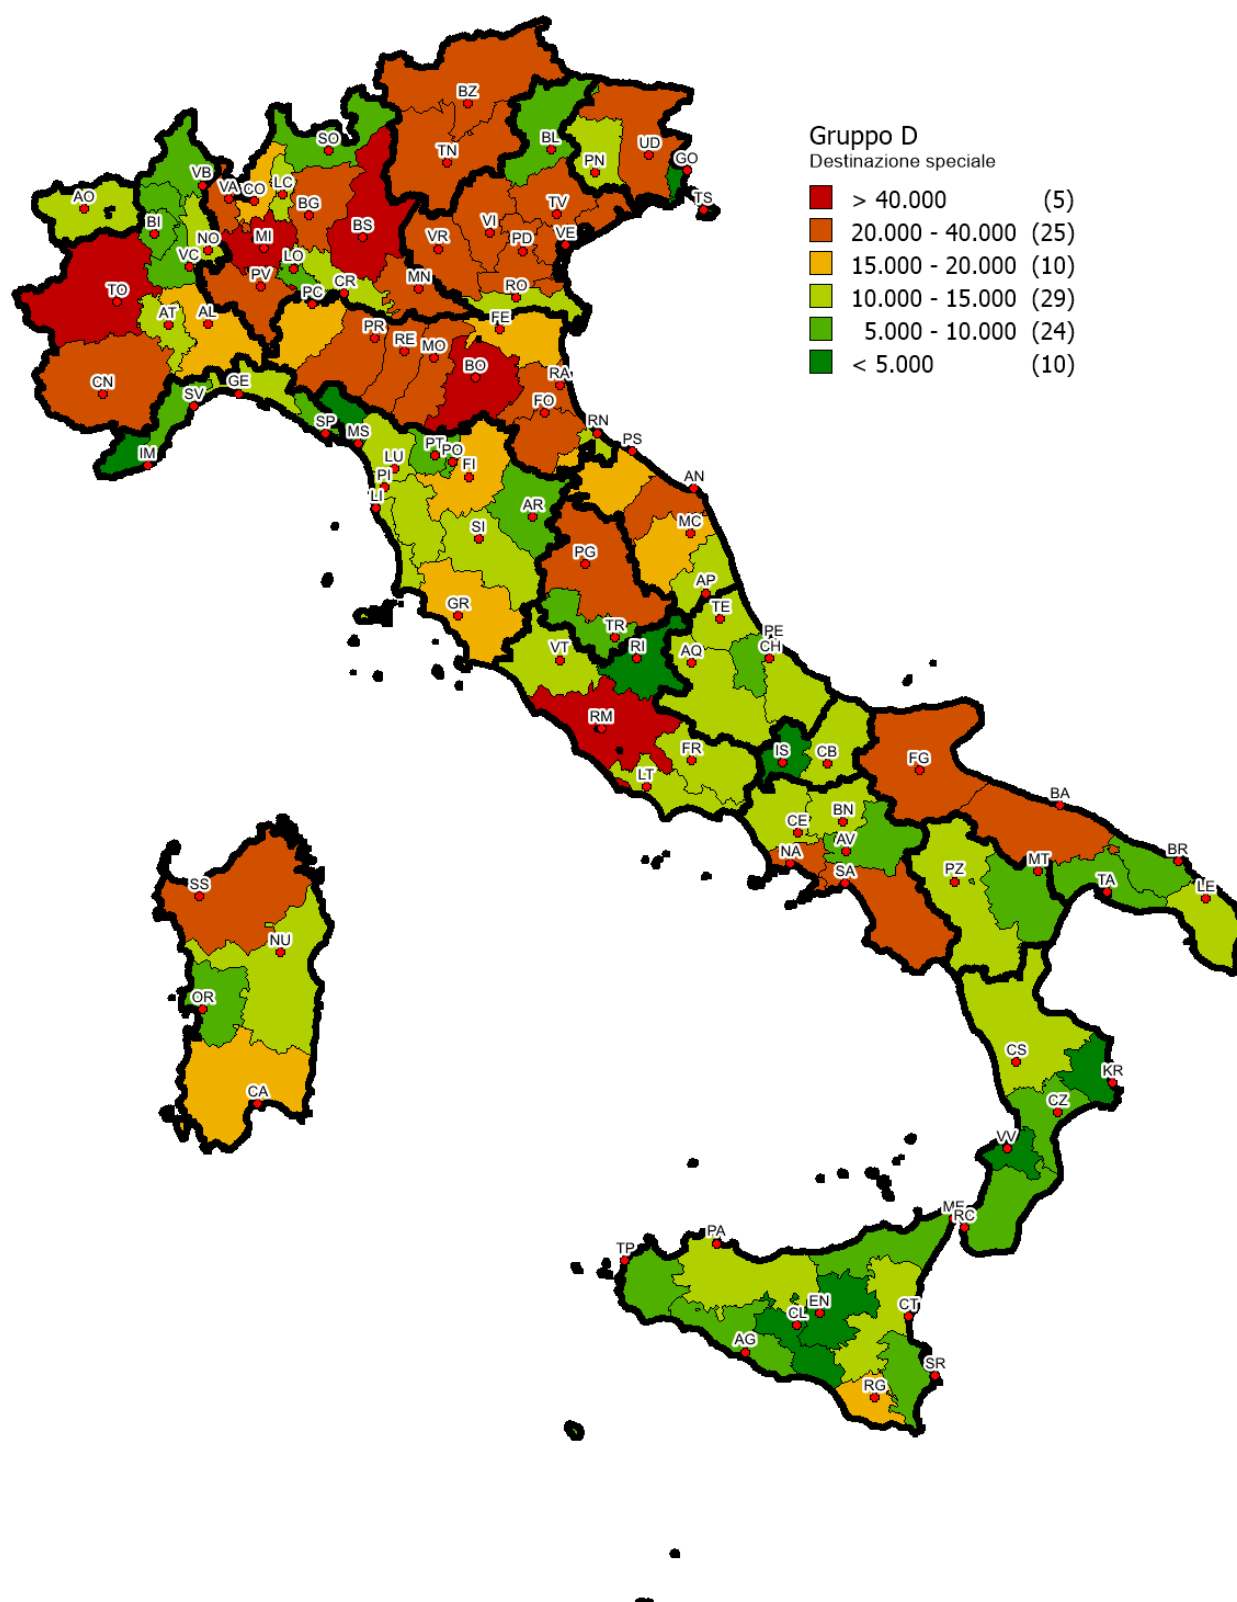 Gruppo D
Destinazione speciale
> 40.000 (5)
20.000 - 40.000 (25)
15.000 - 20.000 (10)
10.000 - 15.000 (29)
5.000 - 10.000 (24)
< 5.000 (10)
BZ
SO
BL
UD
TN
PN
GO
VB
AO
VA
CO
LC
TS
BG
TV
BI
BS
VI
NO
MI
VR
PD
VE
VC
LO
MN
TO
PV
CR
RO
PC
AT
AL
FE
PR
RE
MO
BO
RA
CN
SV
GE
FO
SP
RN
MS
PT
PO
PS
IM
LU
FI
PI
AN
LI
AR
SI
MC
PG
AP
GR
TE
TR
PE
RI
CH
VT
AQ
RM
FR
IS
CB
FG
LT
BA
BN
CE
AV
NA
MT
BR
SA
PZ
TA
LE
SS
NU
OR
CS
KR
CA
CZ
VV
ME
RC
PA
TP
EN
CT
CL
AG
SR
RG